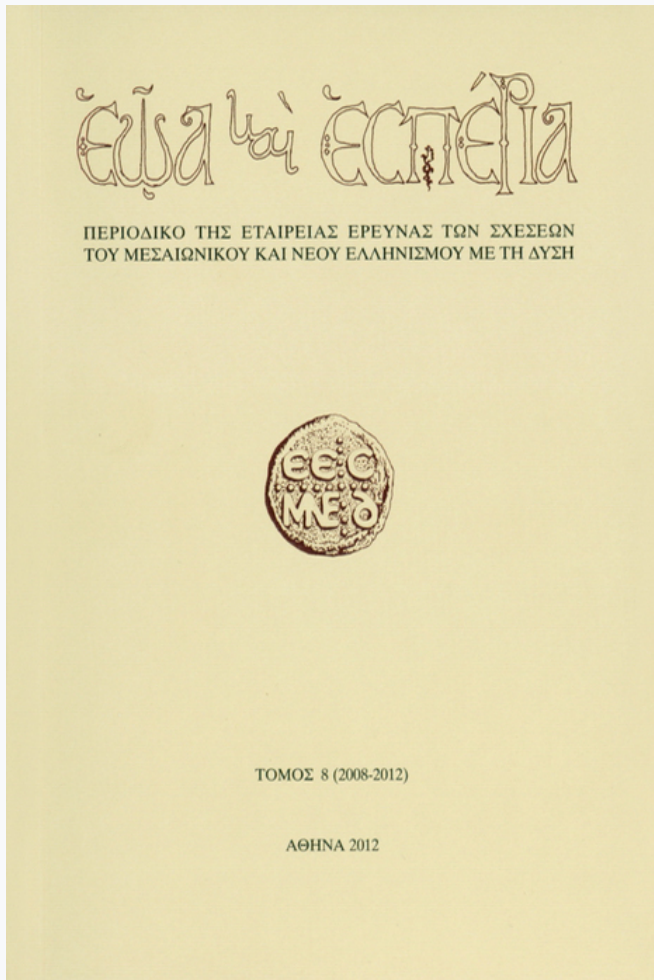 ἑῷα καὶ ἑσπέρια
ΠΕΡΙΟΔΙΚΟ ΤΗΣ ΕΤΑΙΡΕΙΑΣ ΕΡΕΥΝΑΣ ΤΩΝ ΣΧΕΣΕΩΝ
ΤΟΥ ΜΕΣΑΙΩΝΙΚΟΥ ΚΑΙ ΝΕΟΥ ΕΛΛΗΝΙΣΜΟΥ ΜΕ ΤΗ ΔΥΣΗ
ΕΕϹ
ΜΝΕδ
ΤΟΜΟΣ 8 (2008-2012)
ΑΘΗΝΑ 2012